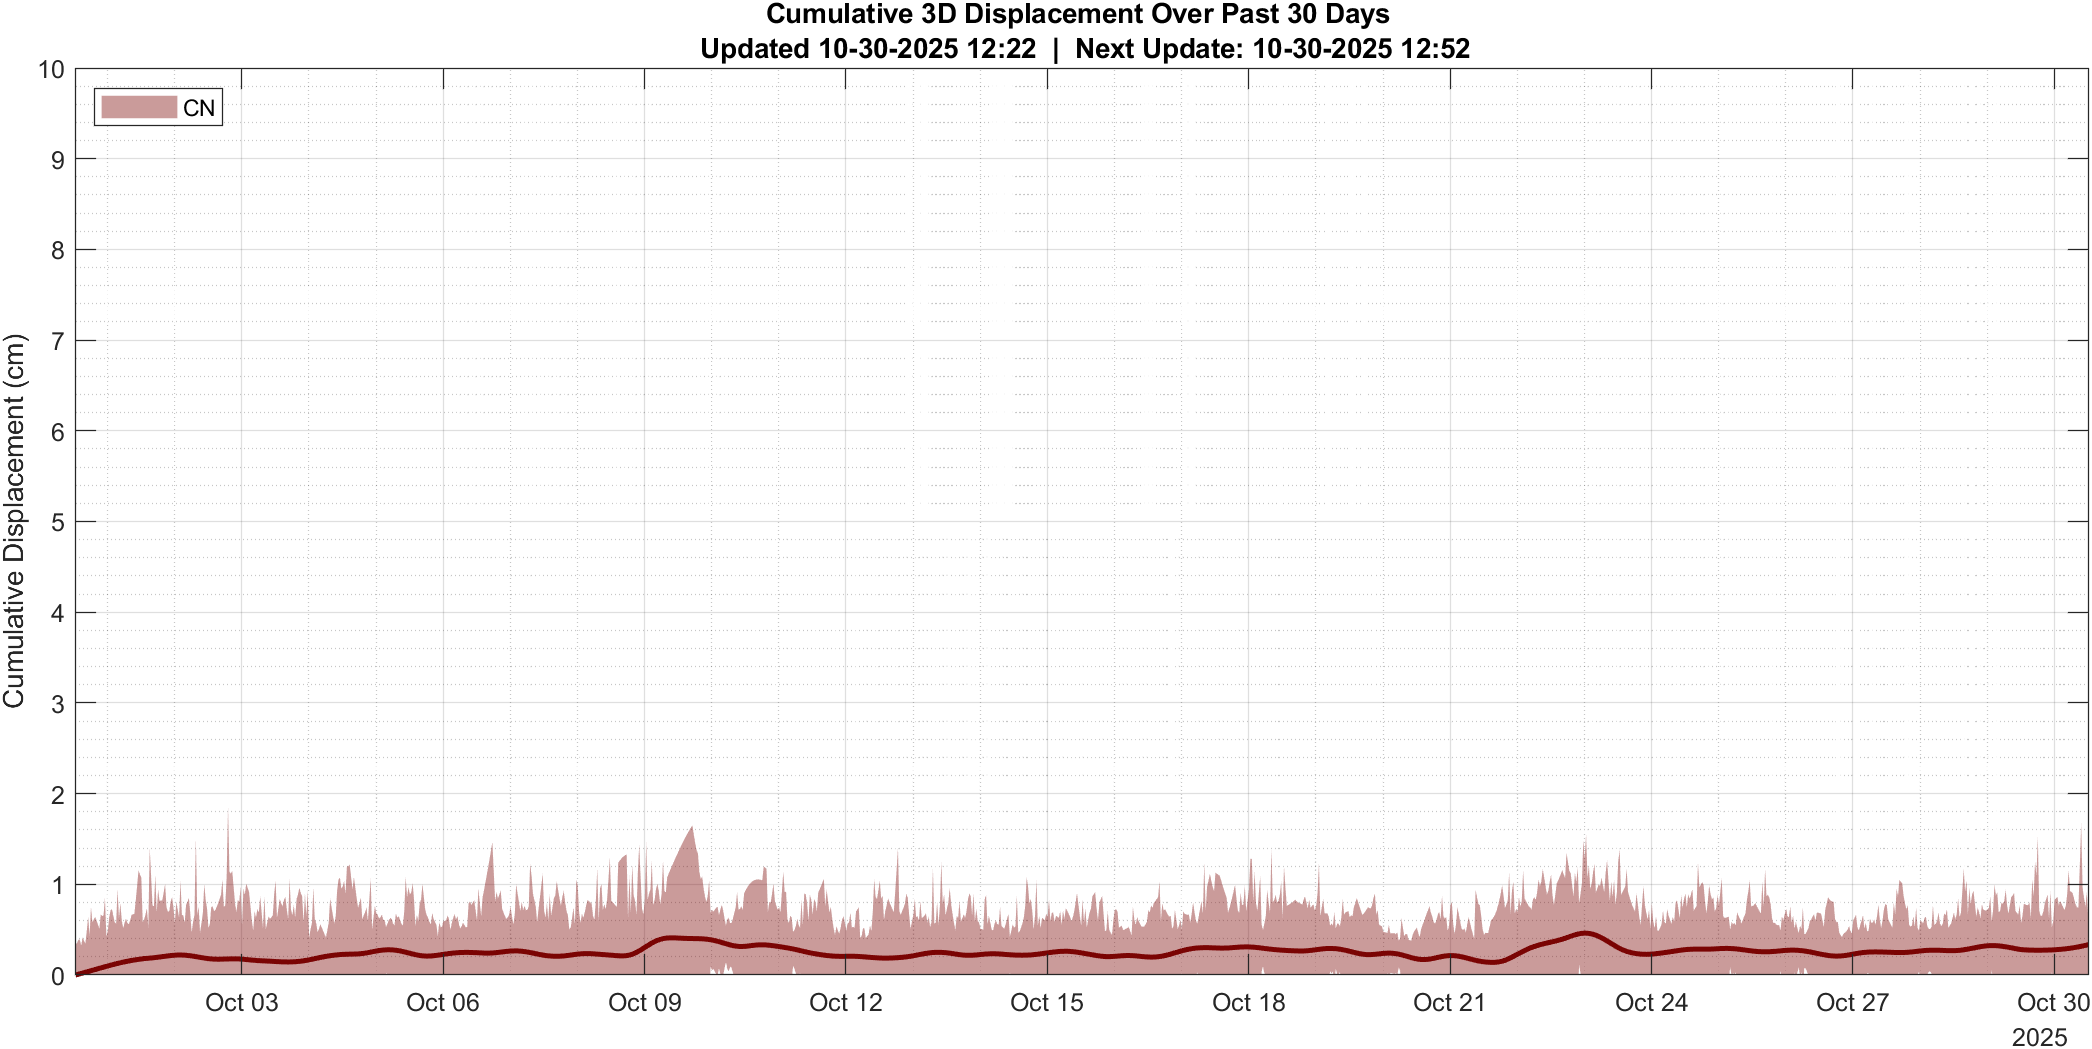 Cumulative 3D Displacement Over Past 30 Days
Updated 10-30-2025 12:22 | Next Update: 10-30-2025 12:52
CN
Cumulative Displacement (cm)
10
9
8
7
6
5
4
3
2
1
0
Oct 03
Oct 06
Oct 09
Oct 12
Oct 15
Oct 18
Oct 21
Oct 24
Oct 27
Oct 30
2025